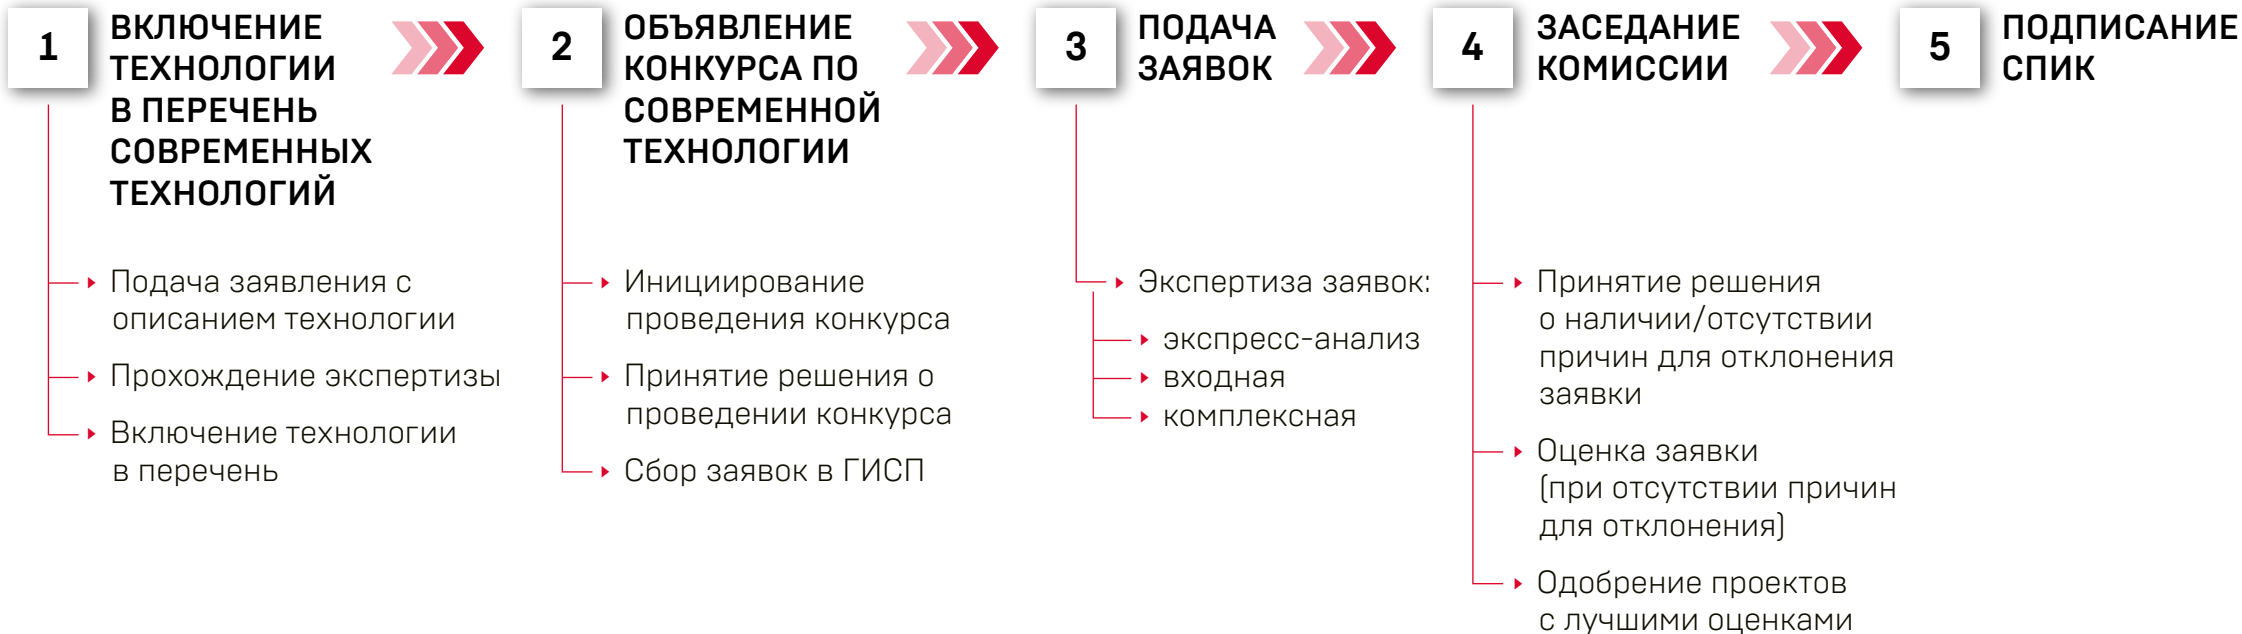 1
ВКЛЮЧЕНИЕ
ТЕХНОЛОГИИ
В ПЕРЕЧЕНЬ
СОВРЕМЕННЫХ
ТЕХНОЛОГИЙ
Подача заявления с
описанием технологии
Прохождение экспертизы
Включение технологии
в перечень
2
ОБЪЯВЛЕНИЕ
КОНКУРСА ПО
СОВРЕМЕННОЙ
ТЕХНОЛОГИИ
Инициирование
проведения конкурса
Принятие решения о
проведении конкурса
Сбор заявок в ГИСП
3
ПОДАЧА
ЗАЯВОК
Экспертиза заявок:
экспресс-анализ
входная
комплексная
4
ЗАСЕДАНИЕ
КОМИССИИ
Принятие решения
о наличии/отсутствии
причин для отклонения
заявки
Оценка заявки
(при отсутствии причин
для отклонения)
Одобрение проектов
с лучшими оценками
5
ПОДПИСАНИЕ
СПИК